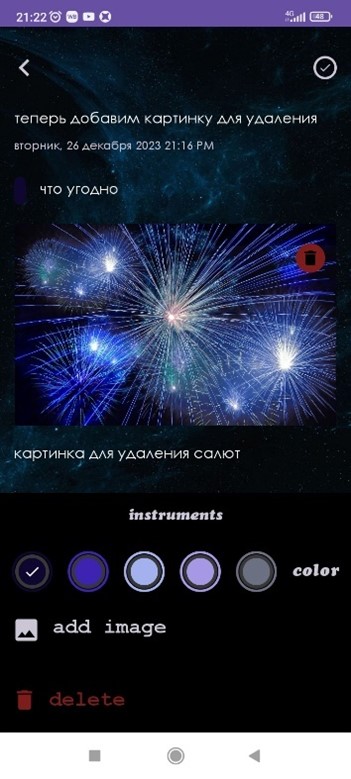 21:22
4G
48
теперь добавим картинку для удаления
вторник, 26 декабря 2023 21:16 PM
что угодно
картинка для удаления салют
instruments
color
add image
delete